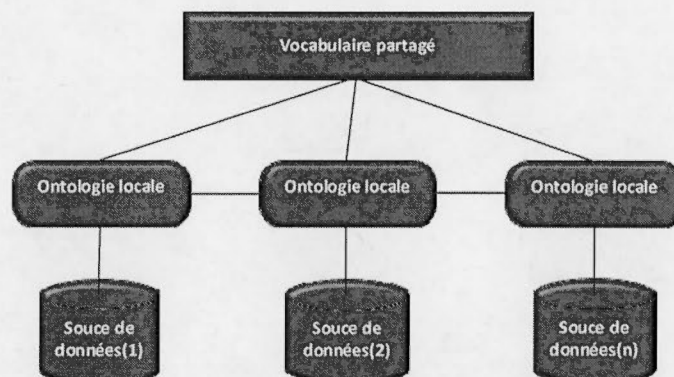 Vocabulaire partagé
Ontologie locale
Ontologie locale
Ontologie locale
Souce de
données(1)
Souce de
données(2)
Souce de
données(n)